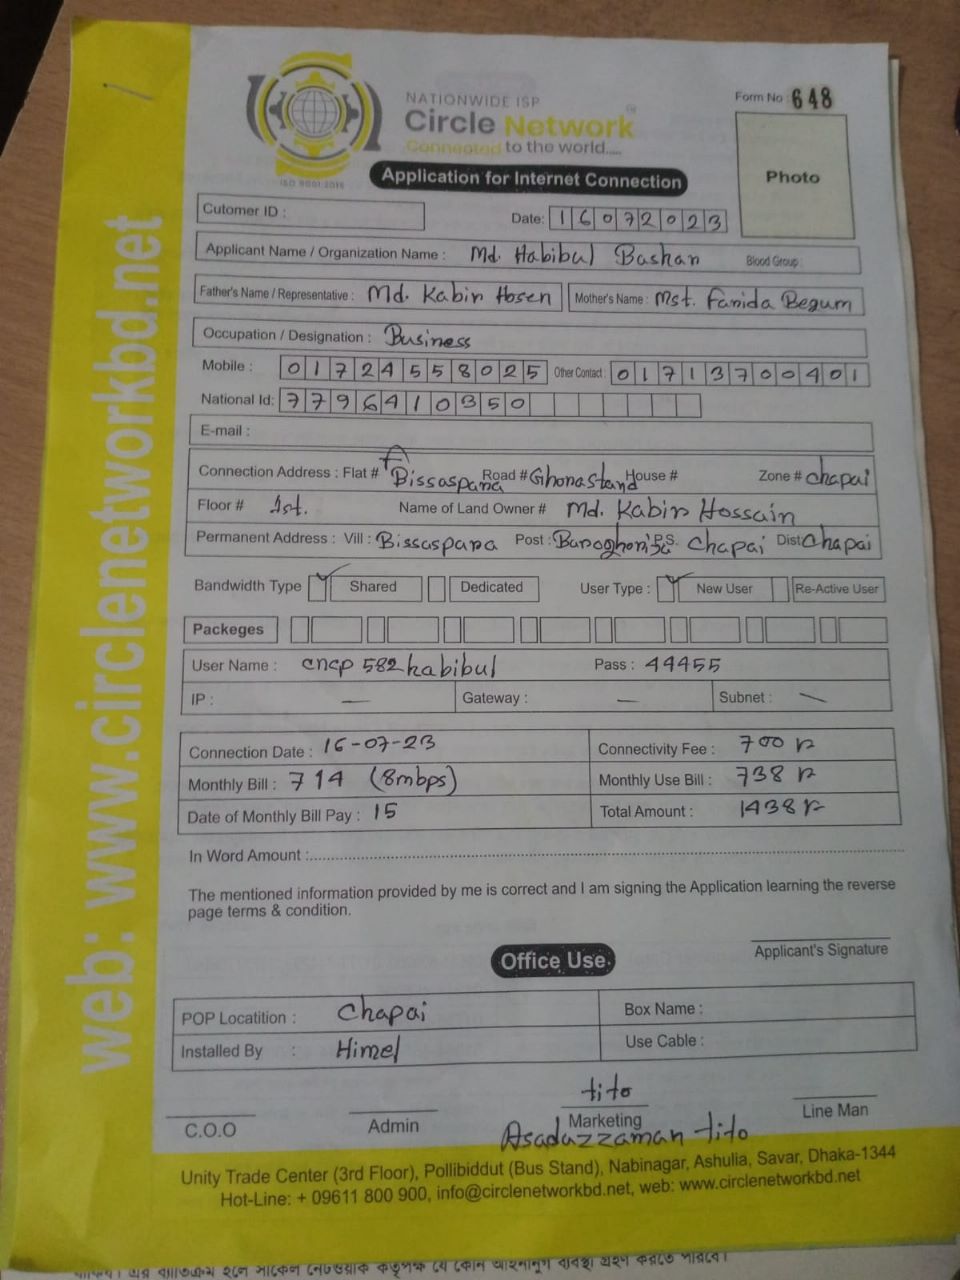 NATIONWIDE ISP
Circle Network
Connected to the world.....
ISO 9001:2015
Form No : 648
Application for Internet Connection
Photo
Cutomer ID :
Date: 16072023
Applicant Name / Organization Name : Md. Habibul Bashan Blood Group :
Father's Name / Representative : Md. Kabin Hosen Mother's Name : Mst. Fanida Begum
Occupation / Designation : Business
Mobile : 01724558025 Other Contact : 01713700401
National Id: 7796410350
E-mail :
Connection Address : Flat # Bissaspana Road # Ghonastand House # Zone # chapai
Floor # 1st. Name of Land Owner # Md. Kabin Hossain
Permanent Address : Vill : Bissaspana Post : P.S. Chapai Dist Chapai
Bandwidth Type Shared Dedicated User Type : New User Re-Active User
Packeges
User Name : cncp 582 habibul Pass : 44455
IP : — Gateway : — Subnet : —
Connection Date : 16-07-23 Connectivity Fee : 700
Monthly Bill : 714 (8mbps) Monthly Use Bill : 738
Date of Monthly Bill Pay : 15 Total Amount : 1438
In Word Amount :
The mentioned information provided by me is correct and I am signing the Application learning the reverse
page terms & condition.
Applicant's Signature
Office Use
POP Locatition : Chapai Box Name :
Installed By : Himel Use Cable :
tito
C.O.O Admin Marketing Line Man
Asaduzzaman tito
Unity Trade Center (3rd Floor), Pollibiddut (Bus Stand), Nabinagar, Ashulia, Savar, Dhaka-1344
Hot-Line: + 09611 800 900, info@circlenetworkbd.net, web: www.circlenetworkbd.net
web: www.circlenetworkbd.net